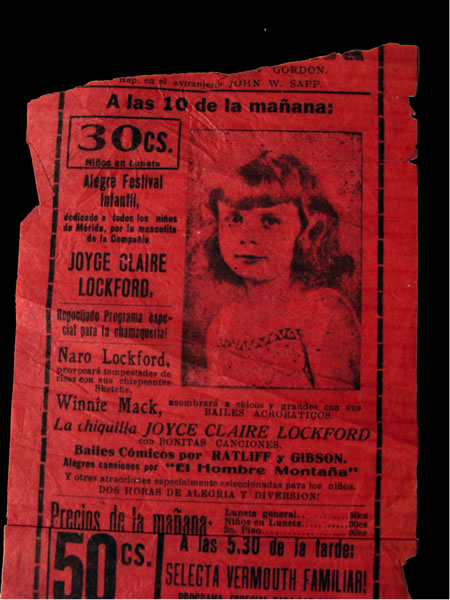 GORDON.
Rep. en el extranjero JOHN W. SAPP.
A las 10 de la mañana:
30 cs.
Niños en Luneta
Alegre Festival
Infantil,
dedicado a todos los niños
de Mérida, por la mascotita
de la Compañía
JOYCE CLAIRE
LOCKFORD.
Regocijado Programa espe-
cial para la chamaquería!
Naro Lockford,
provocará tempestades de
risas con sus chispeantes
Sketchs.
Winnie Mack,
asombrará a chicos y grandes con sus
BAILES ACROBATICOS.
La chiquilla JOYCE CLAIRE LOCKFORD
con BONITAS CANCIONES.
Bailes Cómicos por RATLIFF y GIBSON.
Alegres canciones por "El Hombre Montaña"
Y otras atracciones especialmente seleccionadas para los niños.
DOS HORAS DE ALEGRIA Y DIVERSION!
Precios de la mañana:
Luneta general
Niños en Luneta
Piso
50 CS.
A las 5.30 de la tarde:
SELECTA VERMOUTH FAMILIAR!